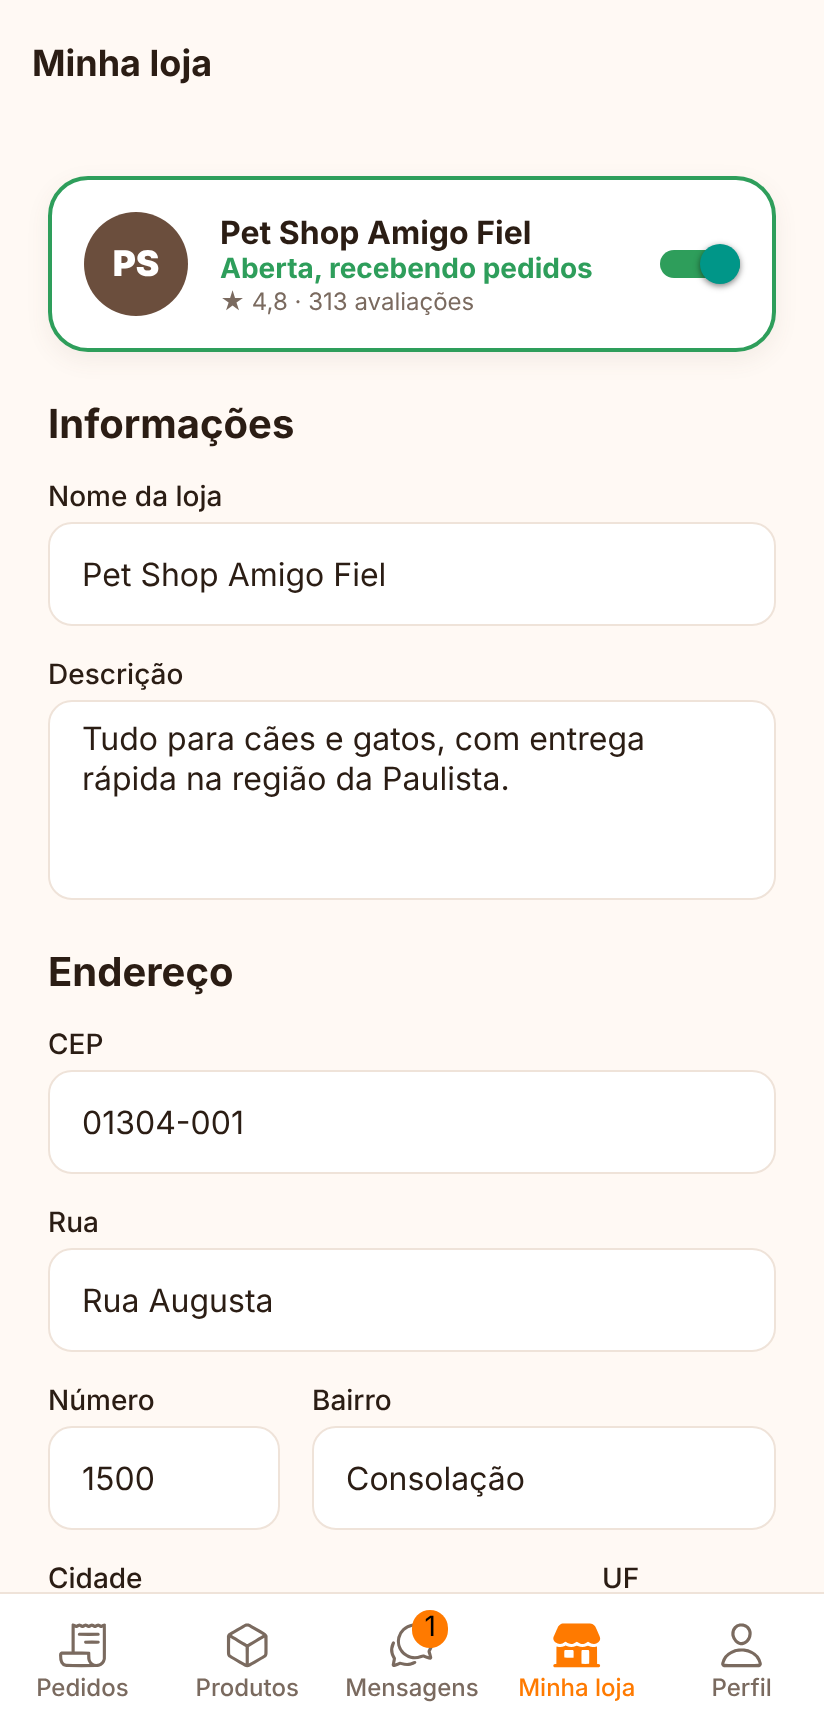 Minha loja
PS
Pet Shop Amigo Fiel
Aberta, recebendo pedidos
★ 4,8 · 313 avaliações
Informações
Nome da loja
Pet Shop Amigo Fiel
Descrição
Tudo para cães e gatos, com entrega
rápida na região da Paulista.
Endereço
CEP
01304-001
Rua
Rua Augusta
Número
Bairro
1500
Consolação
Cidade
UF
1
Pedidos
Produtos
Mensagens
Minha loja
Perfil